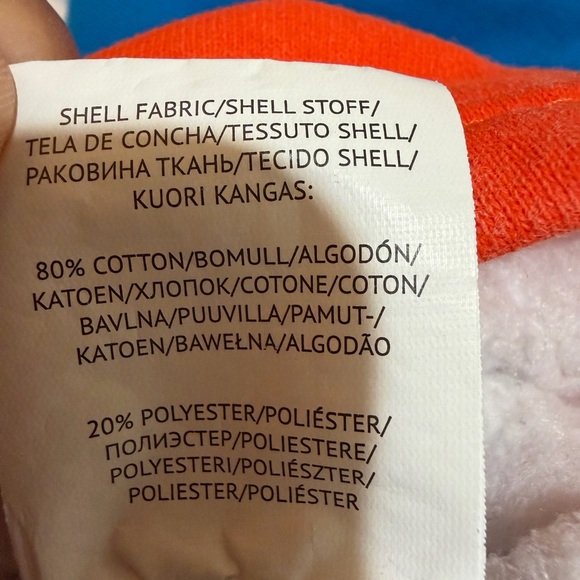 SHELL FABRIC/SHELL STOFF/
TELA DE CONCHA/TESSUTO SHELL/
РАКОВИНА ТКАНЬ/TECIDO SHELL/
KUORI KANGAS:
80% COTTON/BOMULL/ALGODÓN/
KATOEN/ХЛОПОК/COTONE/COTON/
BAVLNA/PUUVILLA/PAMUT-/
KATOEN/BAWEŁNA/ALGODÃO
20% POLYESTER/POLIÉSTER/
ПОЛИЭСТЕР/POLIESTERE/
POLYESTERI/POLIÉSZTER/
POLIESTER/POLIÉSTER